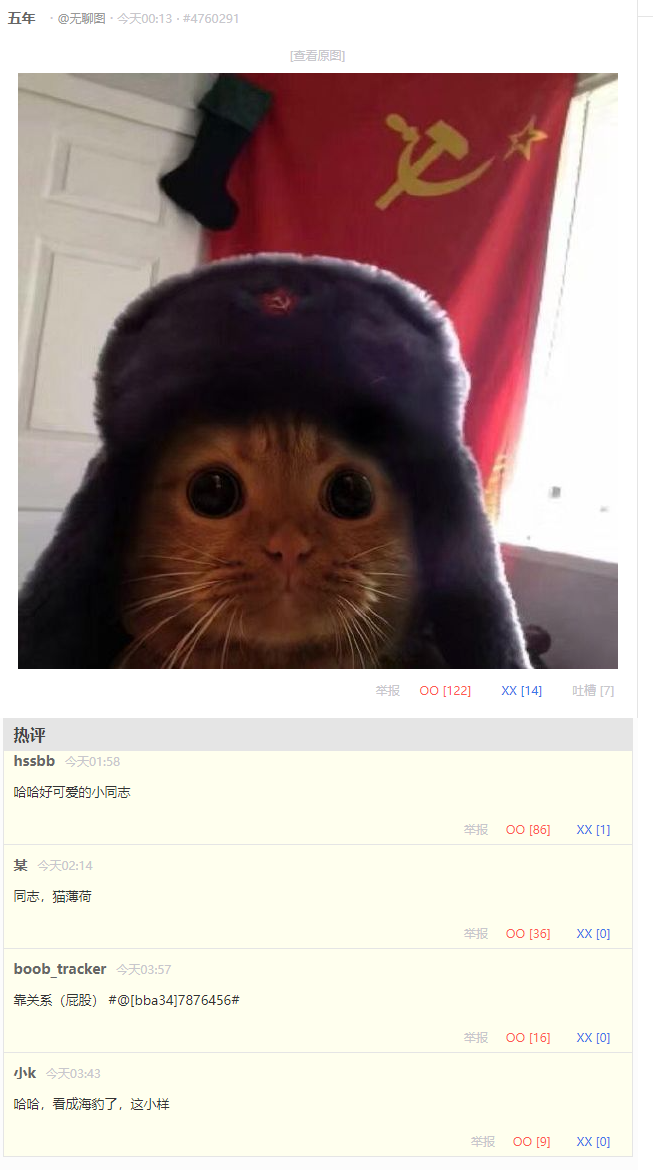 五年 · @无聊图 · 今天00:13 · #4760291
[查看原图]
举报 OO [122] XX [14] 吐槽 [7]
热评
hssbb 今天01:58
哈哈好可爱的小同志
举报 OO [86] XX [1]
某 今天02:14
同志，猫薄荷
举报 OO [36] XX [0]
boob_tracker 今天03:57
靠关系（屁股） #@[bba34]7876456#
举报 OO [16] XX [0]
小k 今天03:43
哈哈，看成海豹了，这小样
举报 OO [9] XX [0]